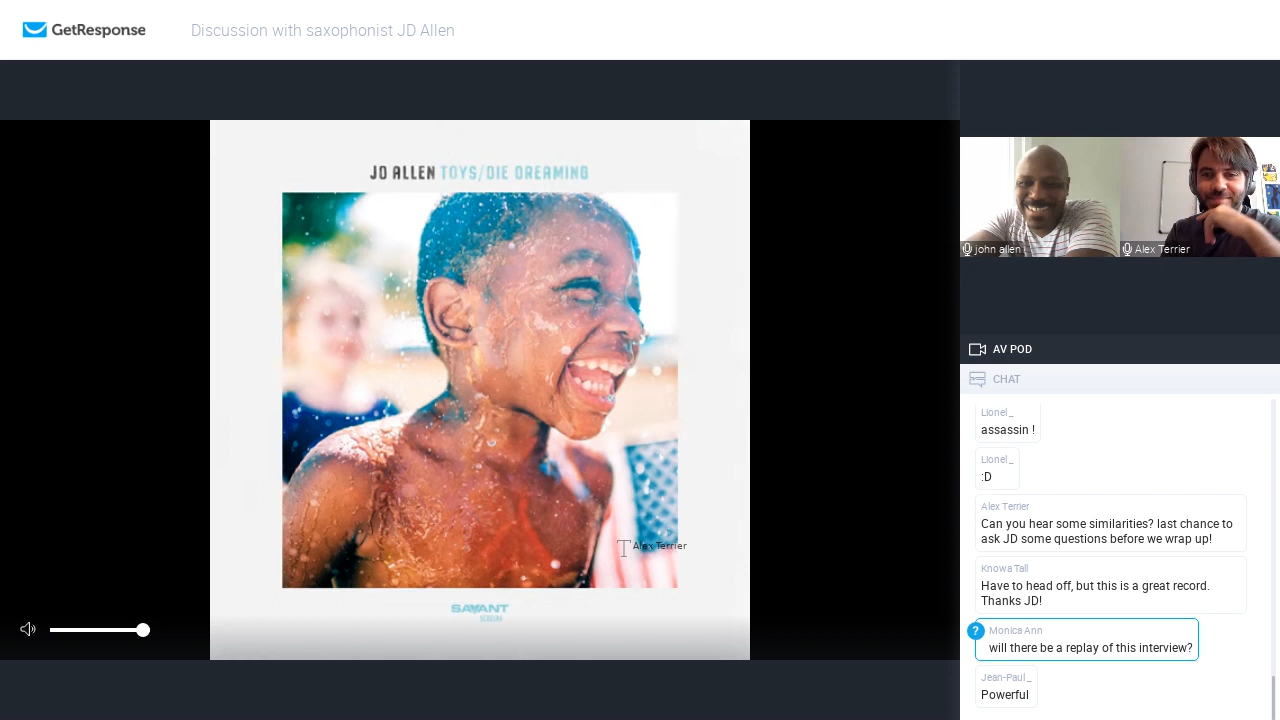 GetResponse
Discussion with saxophonist JD Allen
JD ALLEN TOYS/DIE DREAMING
Alex Terrier
SAVANT
john allen
Alex Terrier
AV POD
CHAT
Lionel_
assassin !
Lionel_
:D
Alex Terrier
Can you hear some similarities? last chance to
ask JD some questions before we wrap up!
Knowa Tall
Have to head off, but this is a great record.
Thanks JD!
?
Monica Ann
will there be a replay of this interview?
Jean-Paul_
Powerful